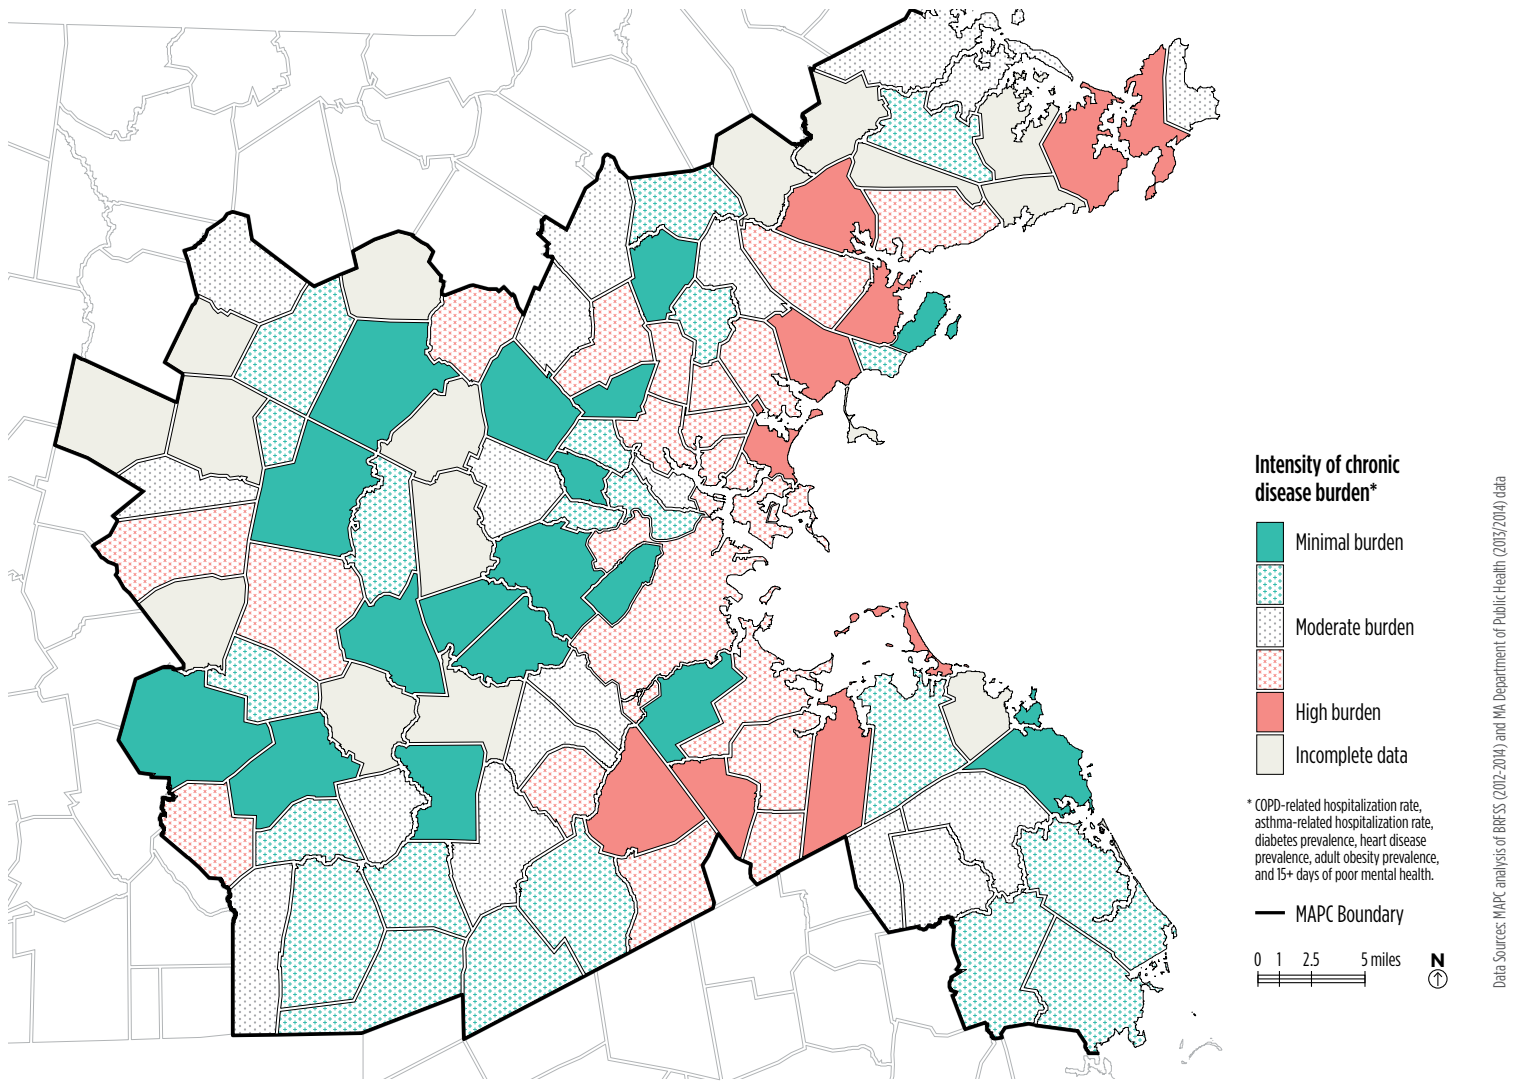 Intensity of chronic
disease burden*
Minimal burden
Moderate burden
High burden
Incomplete data
* COPD-related hospitalization rate,
asthma-related hospitalization rate,
diabetes prevalence, heart disease
prevalence, adult obesity prevalence,
and 15+ days of poor mental health.
MAPC Boundary
0 1 2.5 5 miles
N
Data Sources: MAPC analysis of BRFSS (2012-2014) and MA Department of Public Health (2013/2014) data